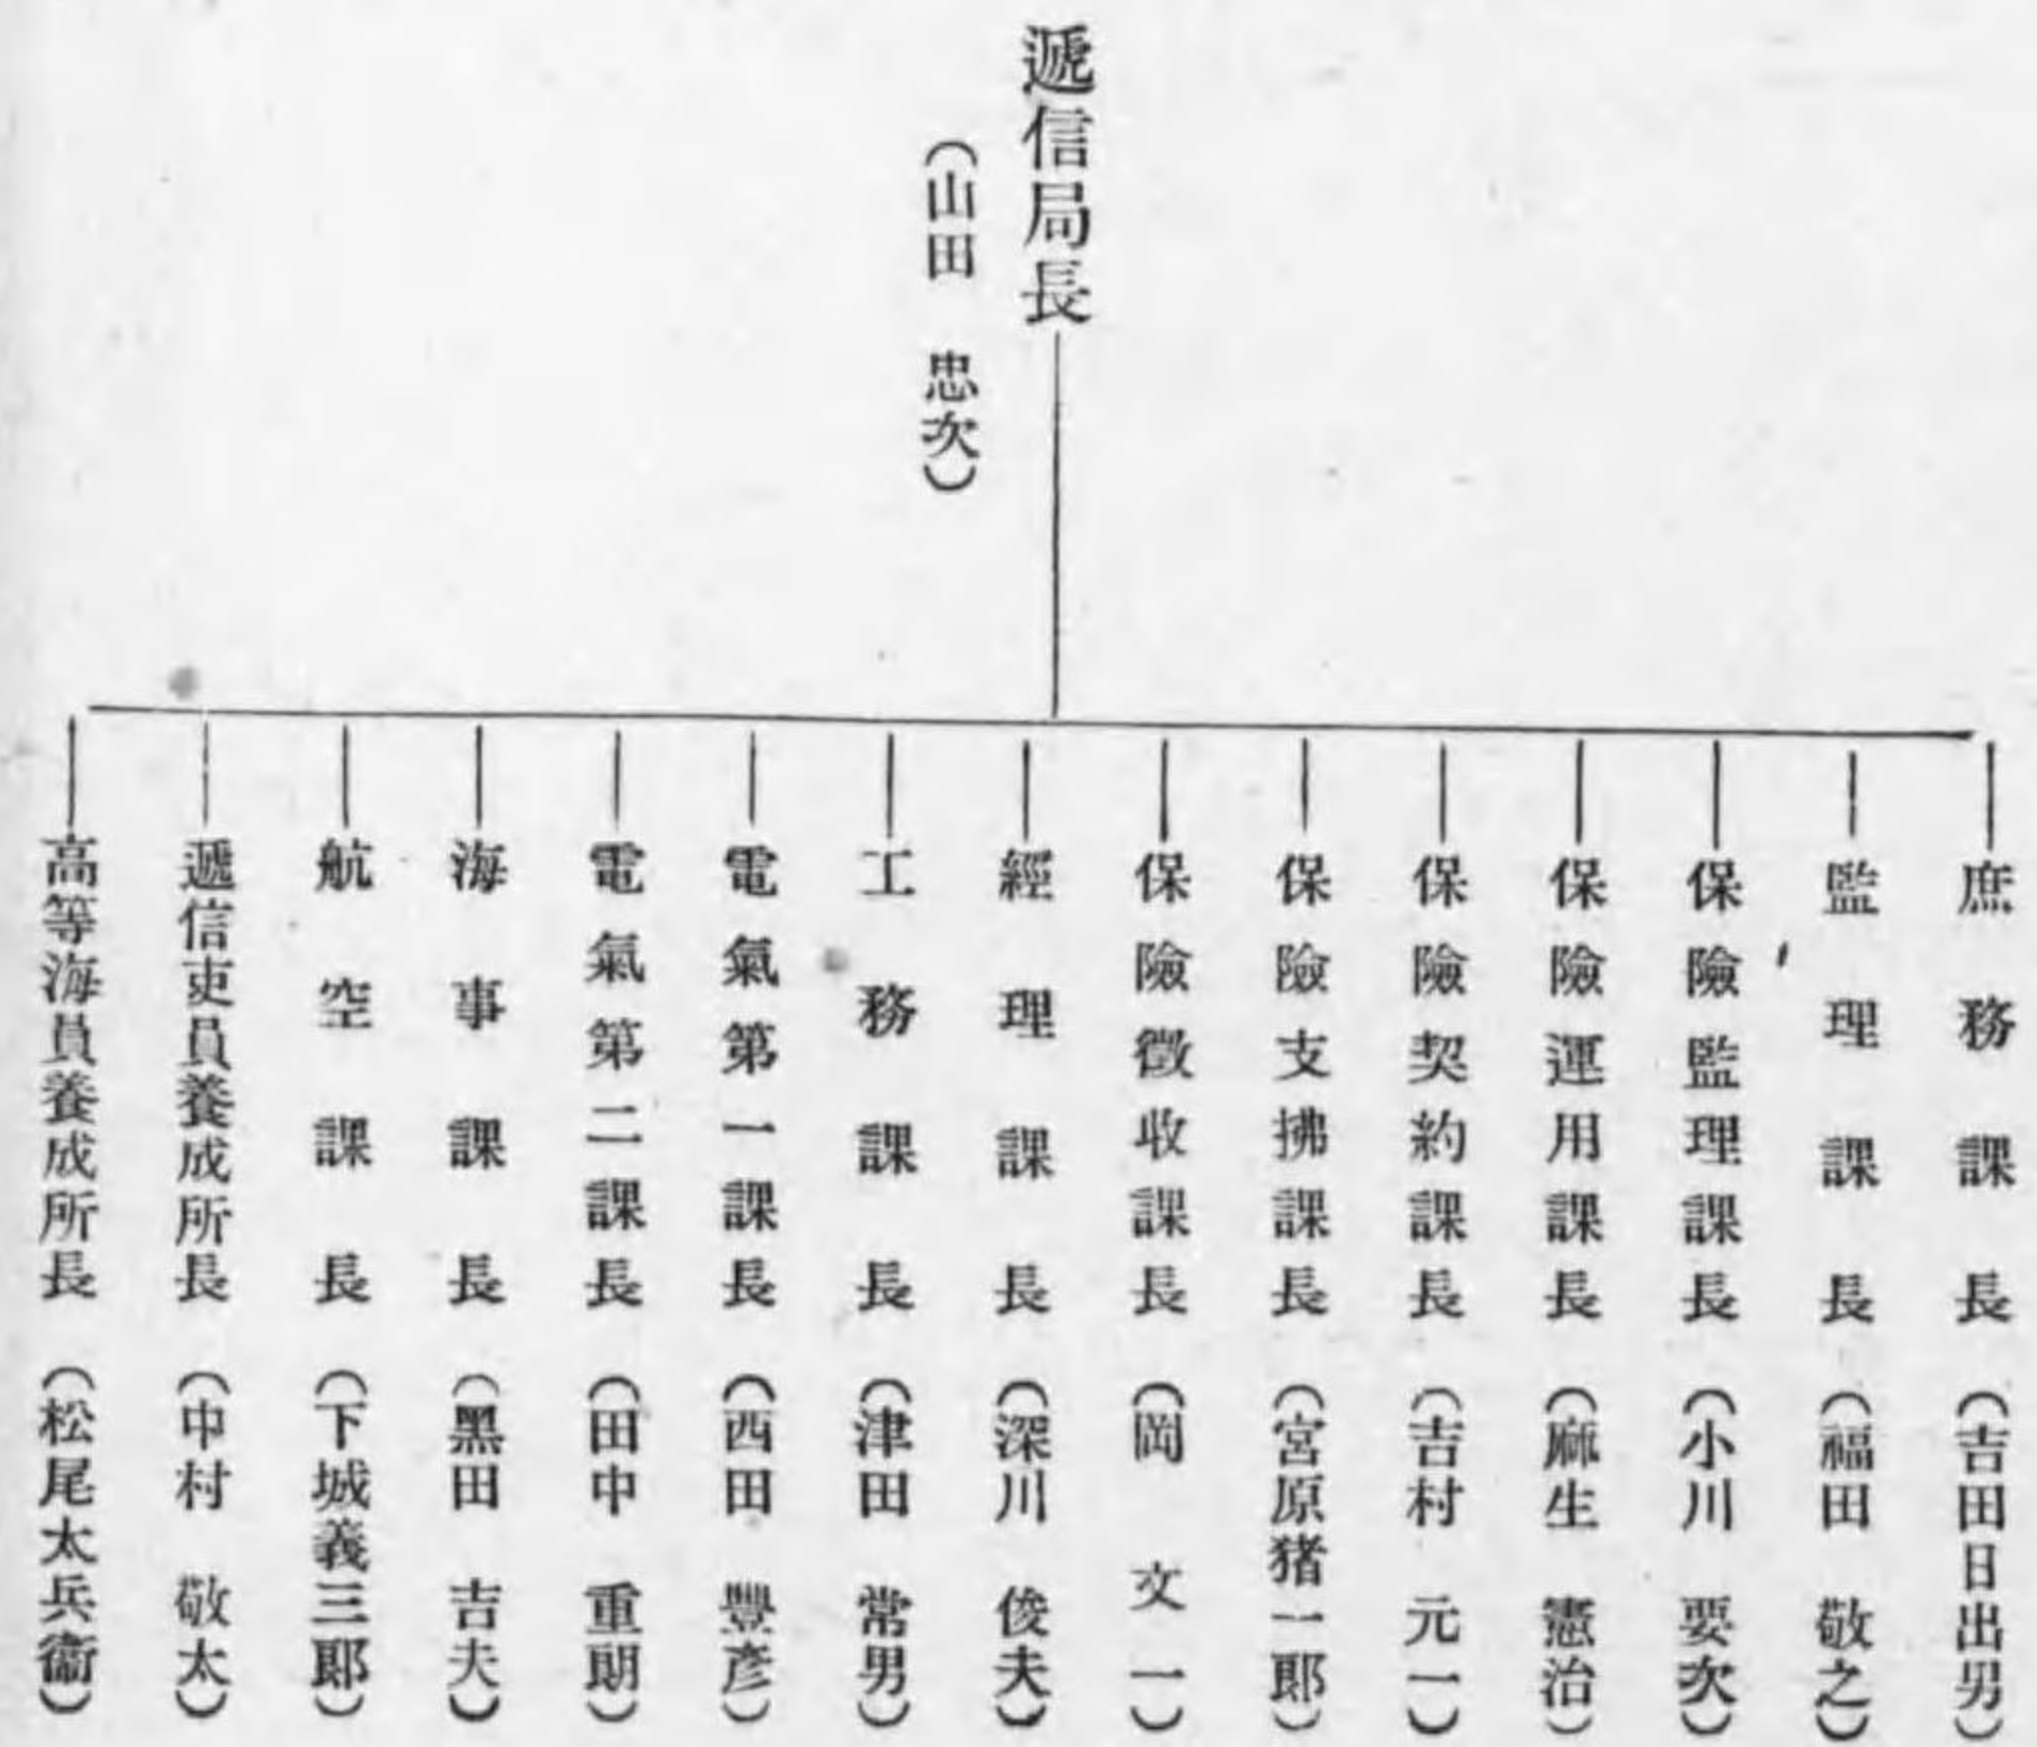 遞信局長
（山田　忠次）
庶務課長（吉田日出男）
監理課長（福田　敬之）
保險監理課長（小川　要次）
保險運用課長（麻生　憲治）
保險契約課長（吉村　元一）
保險支拂課長（宮原猪一郎）
保險徵收課長（岡　文一）
經理課長（深川　俊夫）
工務課長（津田　常男）
電氣第一課長（西田　豐彥）
電氣第二課長（田中　重朗）
海事課長（黑田　吉夫）
航空課長（下城義三郎）
遞信吏員養成所長（中村　敬太）
高等海員養成所長（松尾太兵衞）